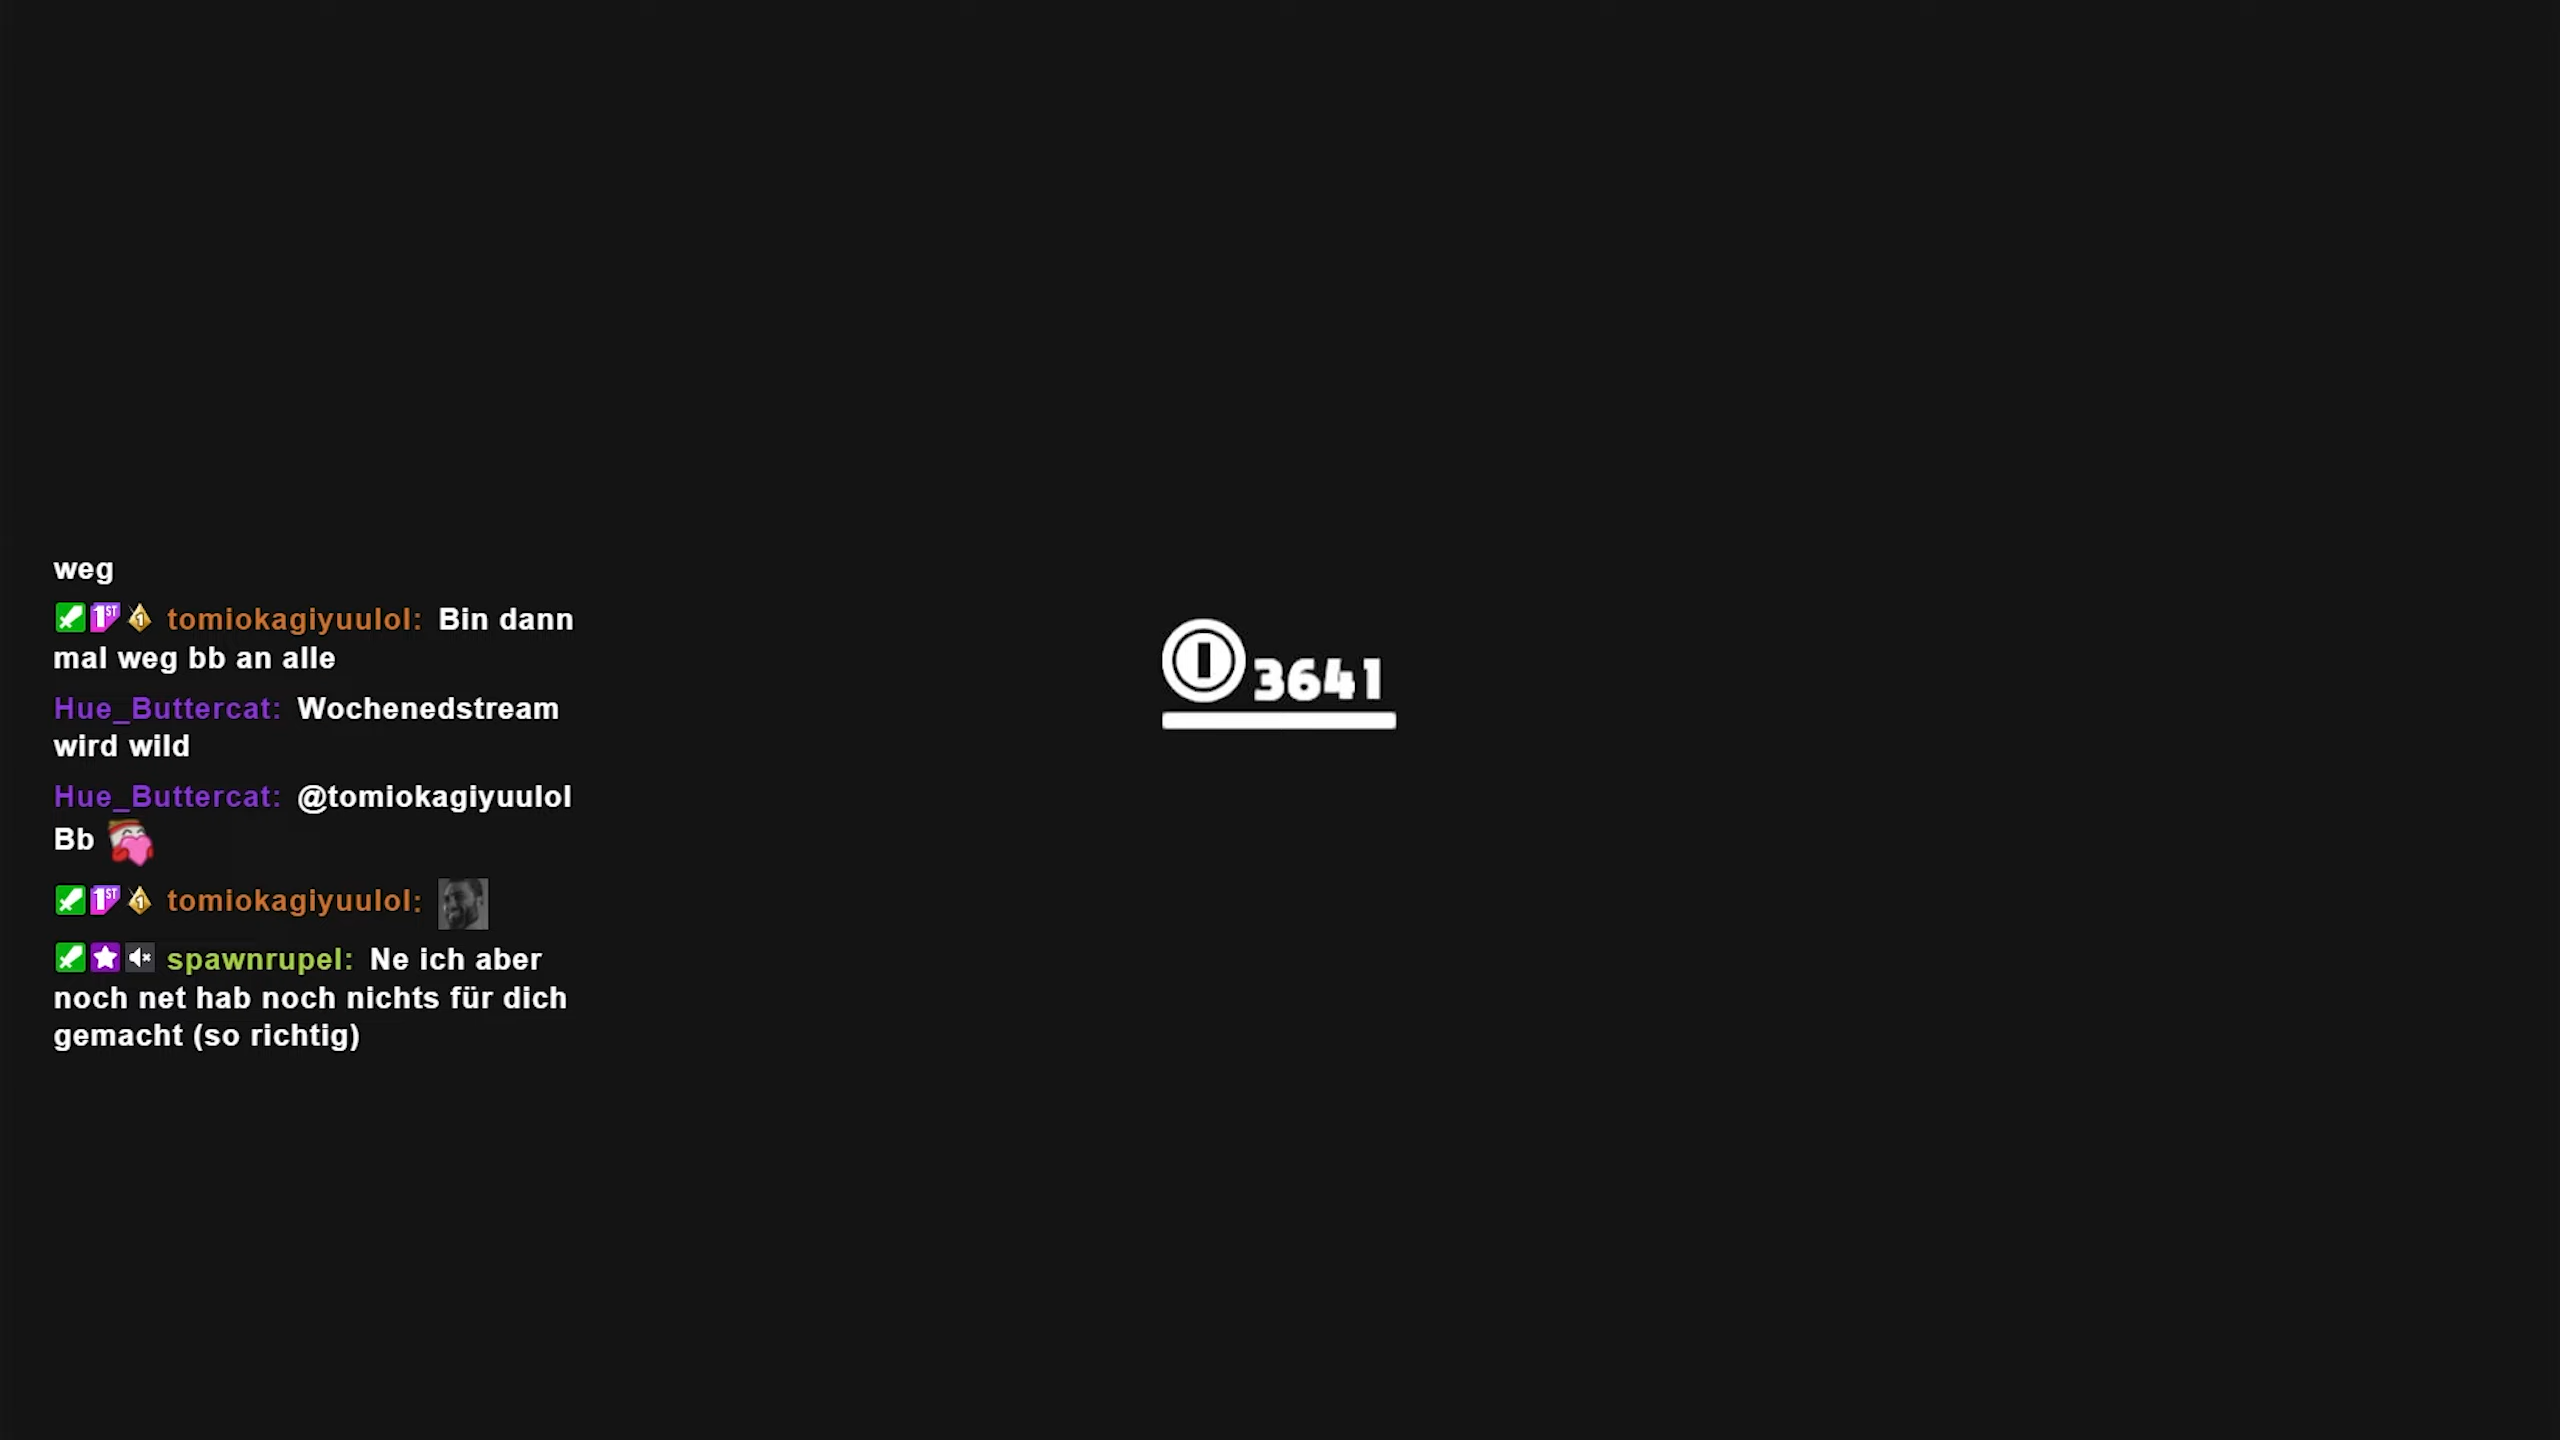 weg
tomiokagiyuulol: Bin dann
mal weg bb an alle
Hue_Buttercat: Wochenedstream
wird wild
Hue_Buttercat: @tomiokagiyuulol
Bb
tomiokagiyuulol:
spawnrupel: Ne ich aber
noch net hab noch nichts für dich
gemacht (so richtig)
3641